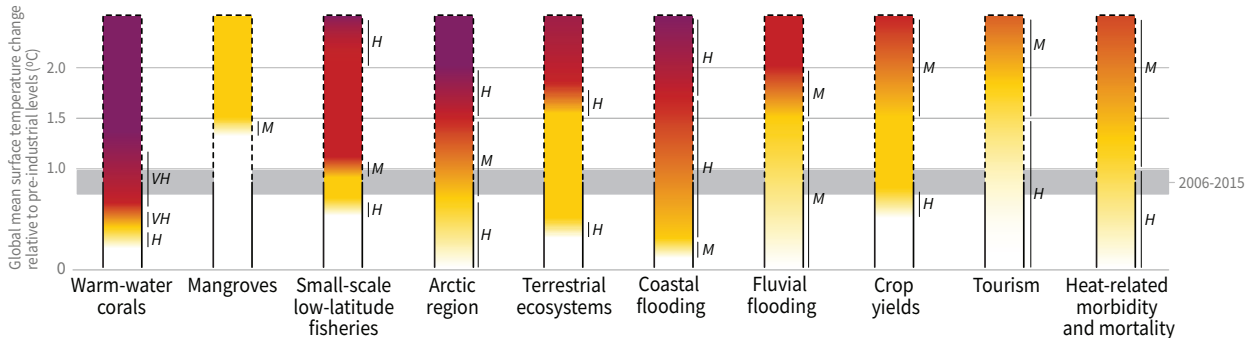 Global mean surface temperature change
relative to pre-industrial levels (ºC)
2.0
1.5
1.0
0
VH
VH
H
M
H
M
H
H
M
H
H
H
H
H
M
M
M
M
H
M
H
M
H
2006-2015
Warm-water
corals
Mangroves
Small-scale
low-latitude
fisheries
Arctic
region
Terrestrial
ecosystems
Coastal
flooding
Fluvial
flooding
Crop
yields
Tourism
Heat-related
morbidity
and mortality